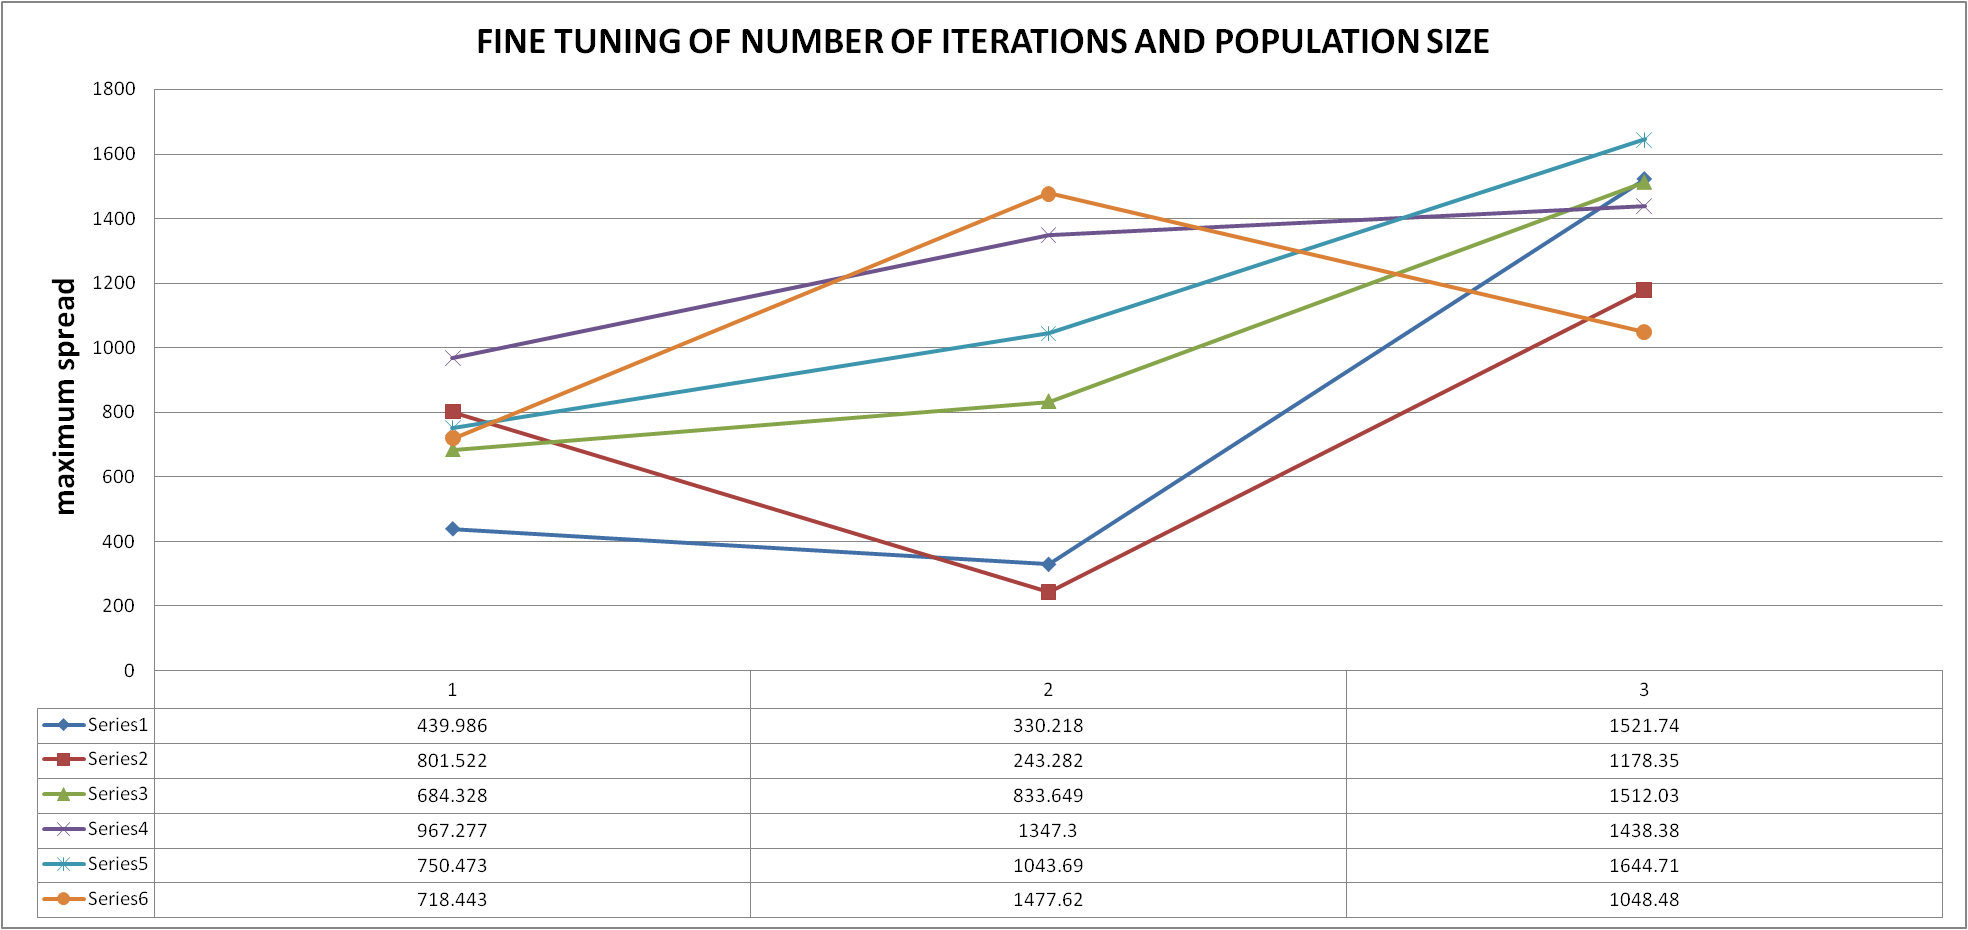 FINE TUNING OF NUMBER OF ITERATIONS AND POPULATION SIZE
maximum spread
1800
1600
1400
1200
1000
800
600
400
200
0
1 2 3
Series1 439.986 330.218 1521.74
Series2 801.522 243.282 1178.35
Series3 684.328 833.649 1512.03
Series4 967.277 1347.3 1438.38
Series5 750.473 1043.69 1644.71
Series6 718.443 1477.62 1048.48